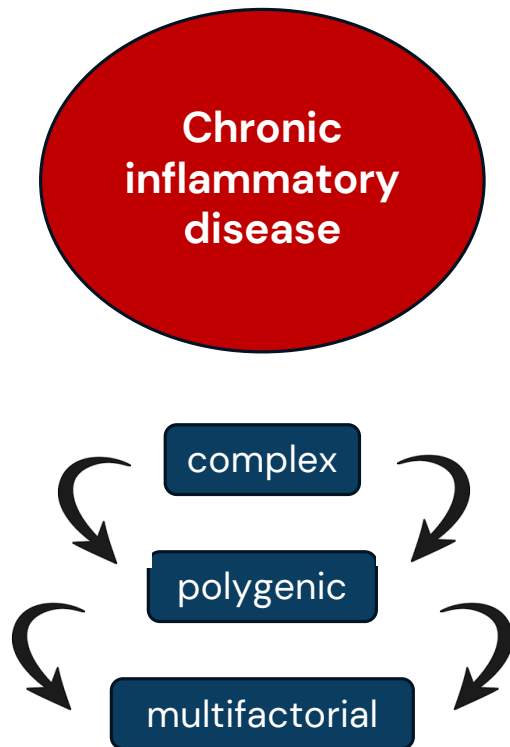 Chronic
inflammatory
disease
complex
polygenic
multifactorial